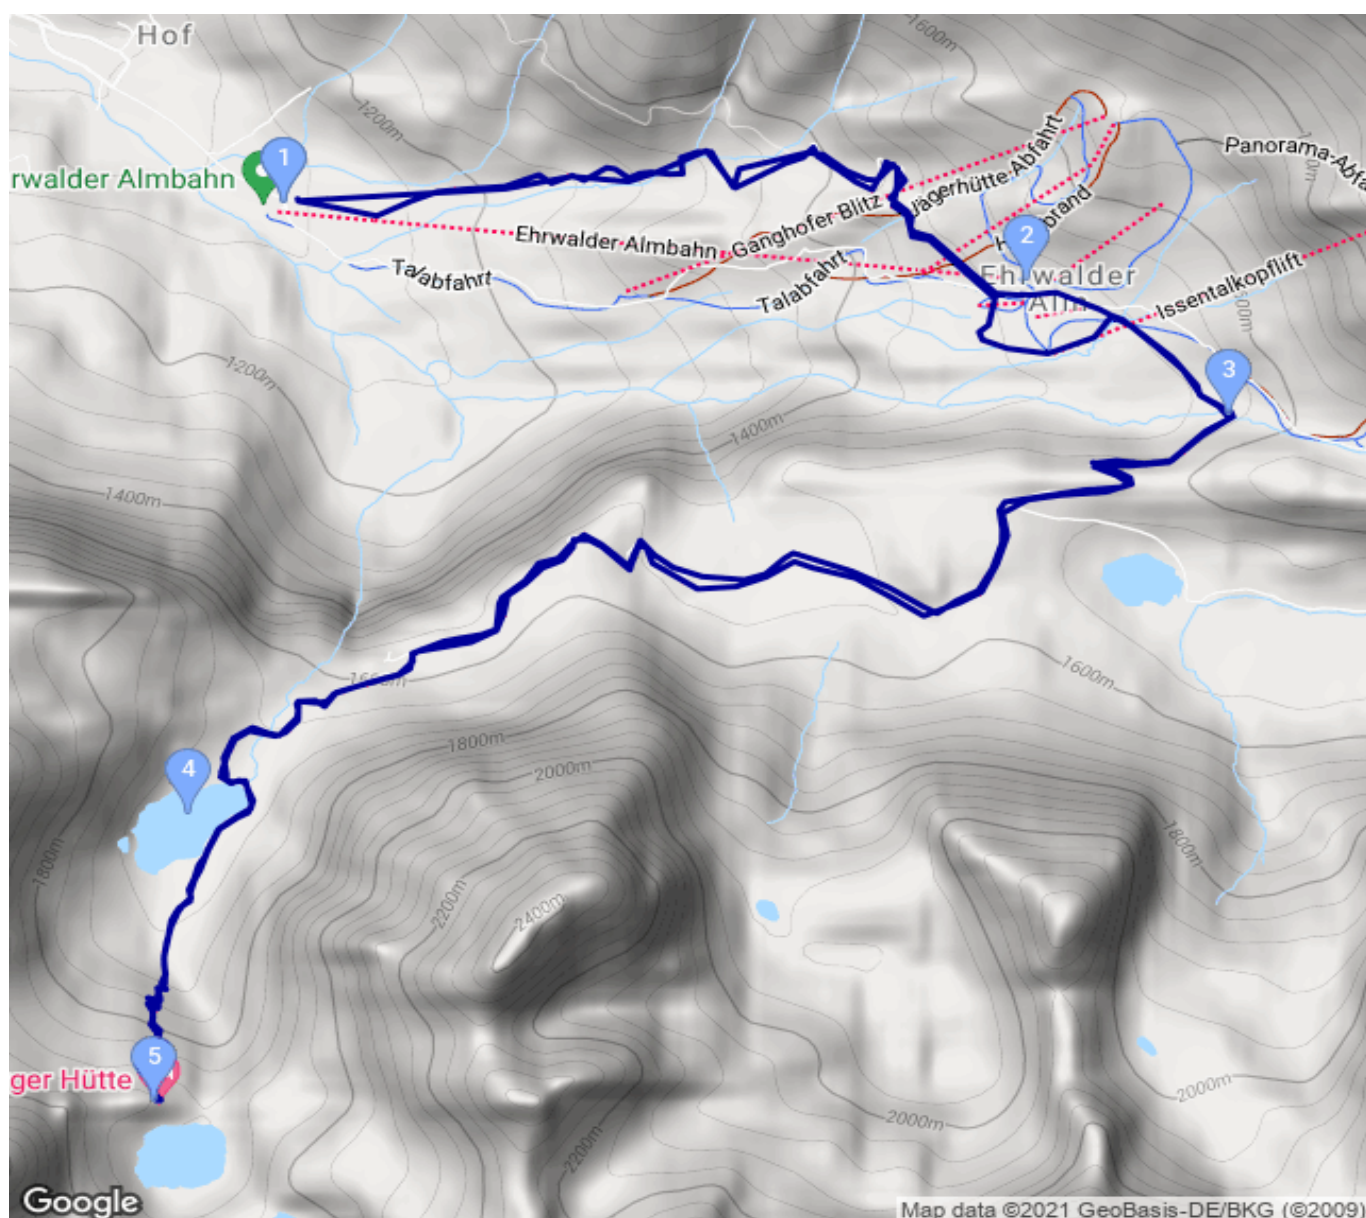 Hof
1600m
1200m
Panorama-Abfa
1
rwalder Almbahn
Jägerhütte-Abfahrt
Ganghofer Blitz
2
Ehrwalder Almbahn
Ehrwalder
Alm
Talabfahrt
Talabfahrt
Issentalkopflift
1200m
3
1400m
1400m
1600m
1800m
2000m
1800m
4
1800m
2200m
2400m
5
ger Hütte
2000m
2000m
2200m
Google
Map data ©2021 GeoBasis-DE/BKG (©2009)